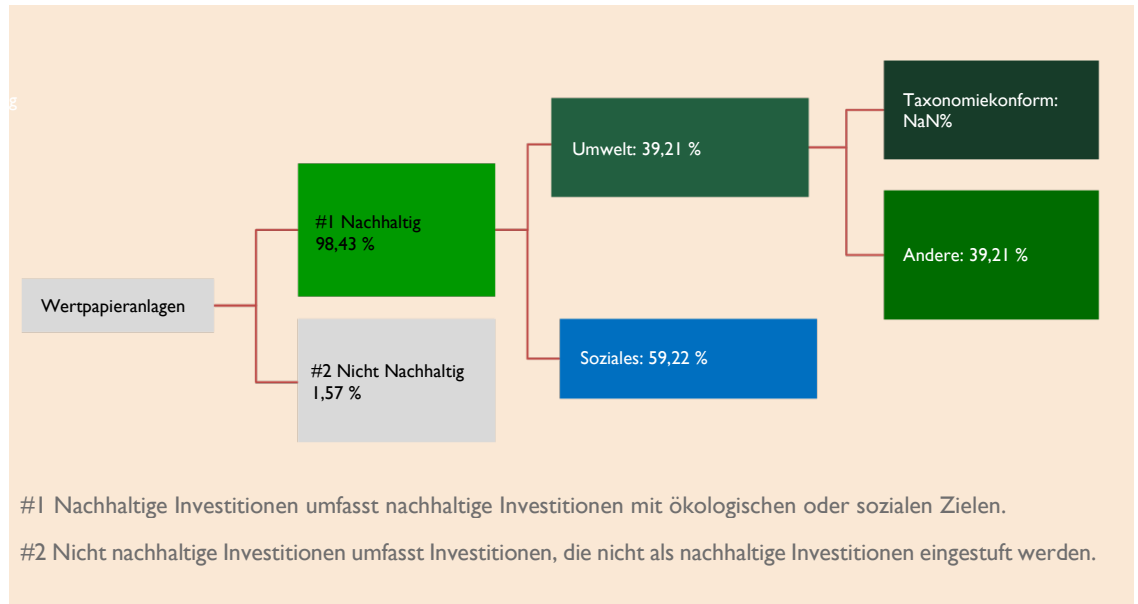 g
Taxonomiekonform:
NaN%
Umwelt: 39,21 %
#1 Nachhaltig
98,43 %
Andere: 39,21 %
Wertpapieranlagen
Soziales: 59,22 %
#2 Nicht Nachhaltig
1,57 %
#1 Nachhaltige Investitionen umfasst nachhaltige Investitionen mit ökologischen oder sozialen Zielen.
#2 Nicht nachhaltige Investitionen umfasst Investitionen, die nicht als nachhaltige Investitionen eingestuft werden.